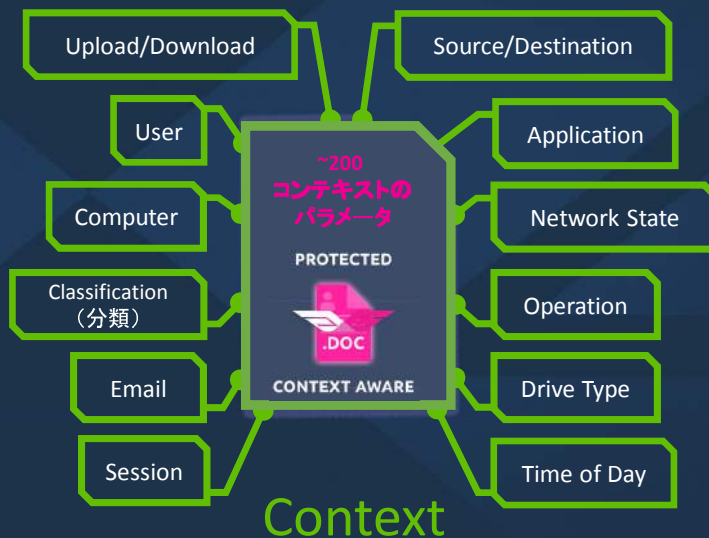 Upload/Download
Source/Destination
User
Application
~200
コンテキストの
パラメータ
Computer
Network State
PROTECTED
Classification
（分類）
Operation
.DOC
Email
CONTEXT AWARE
Drive Type
Session
Time of Day
Context